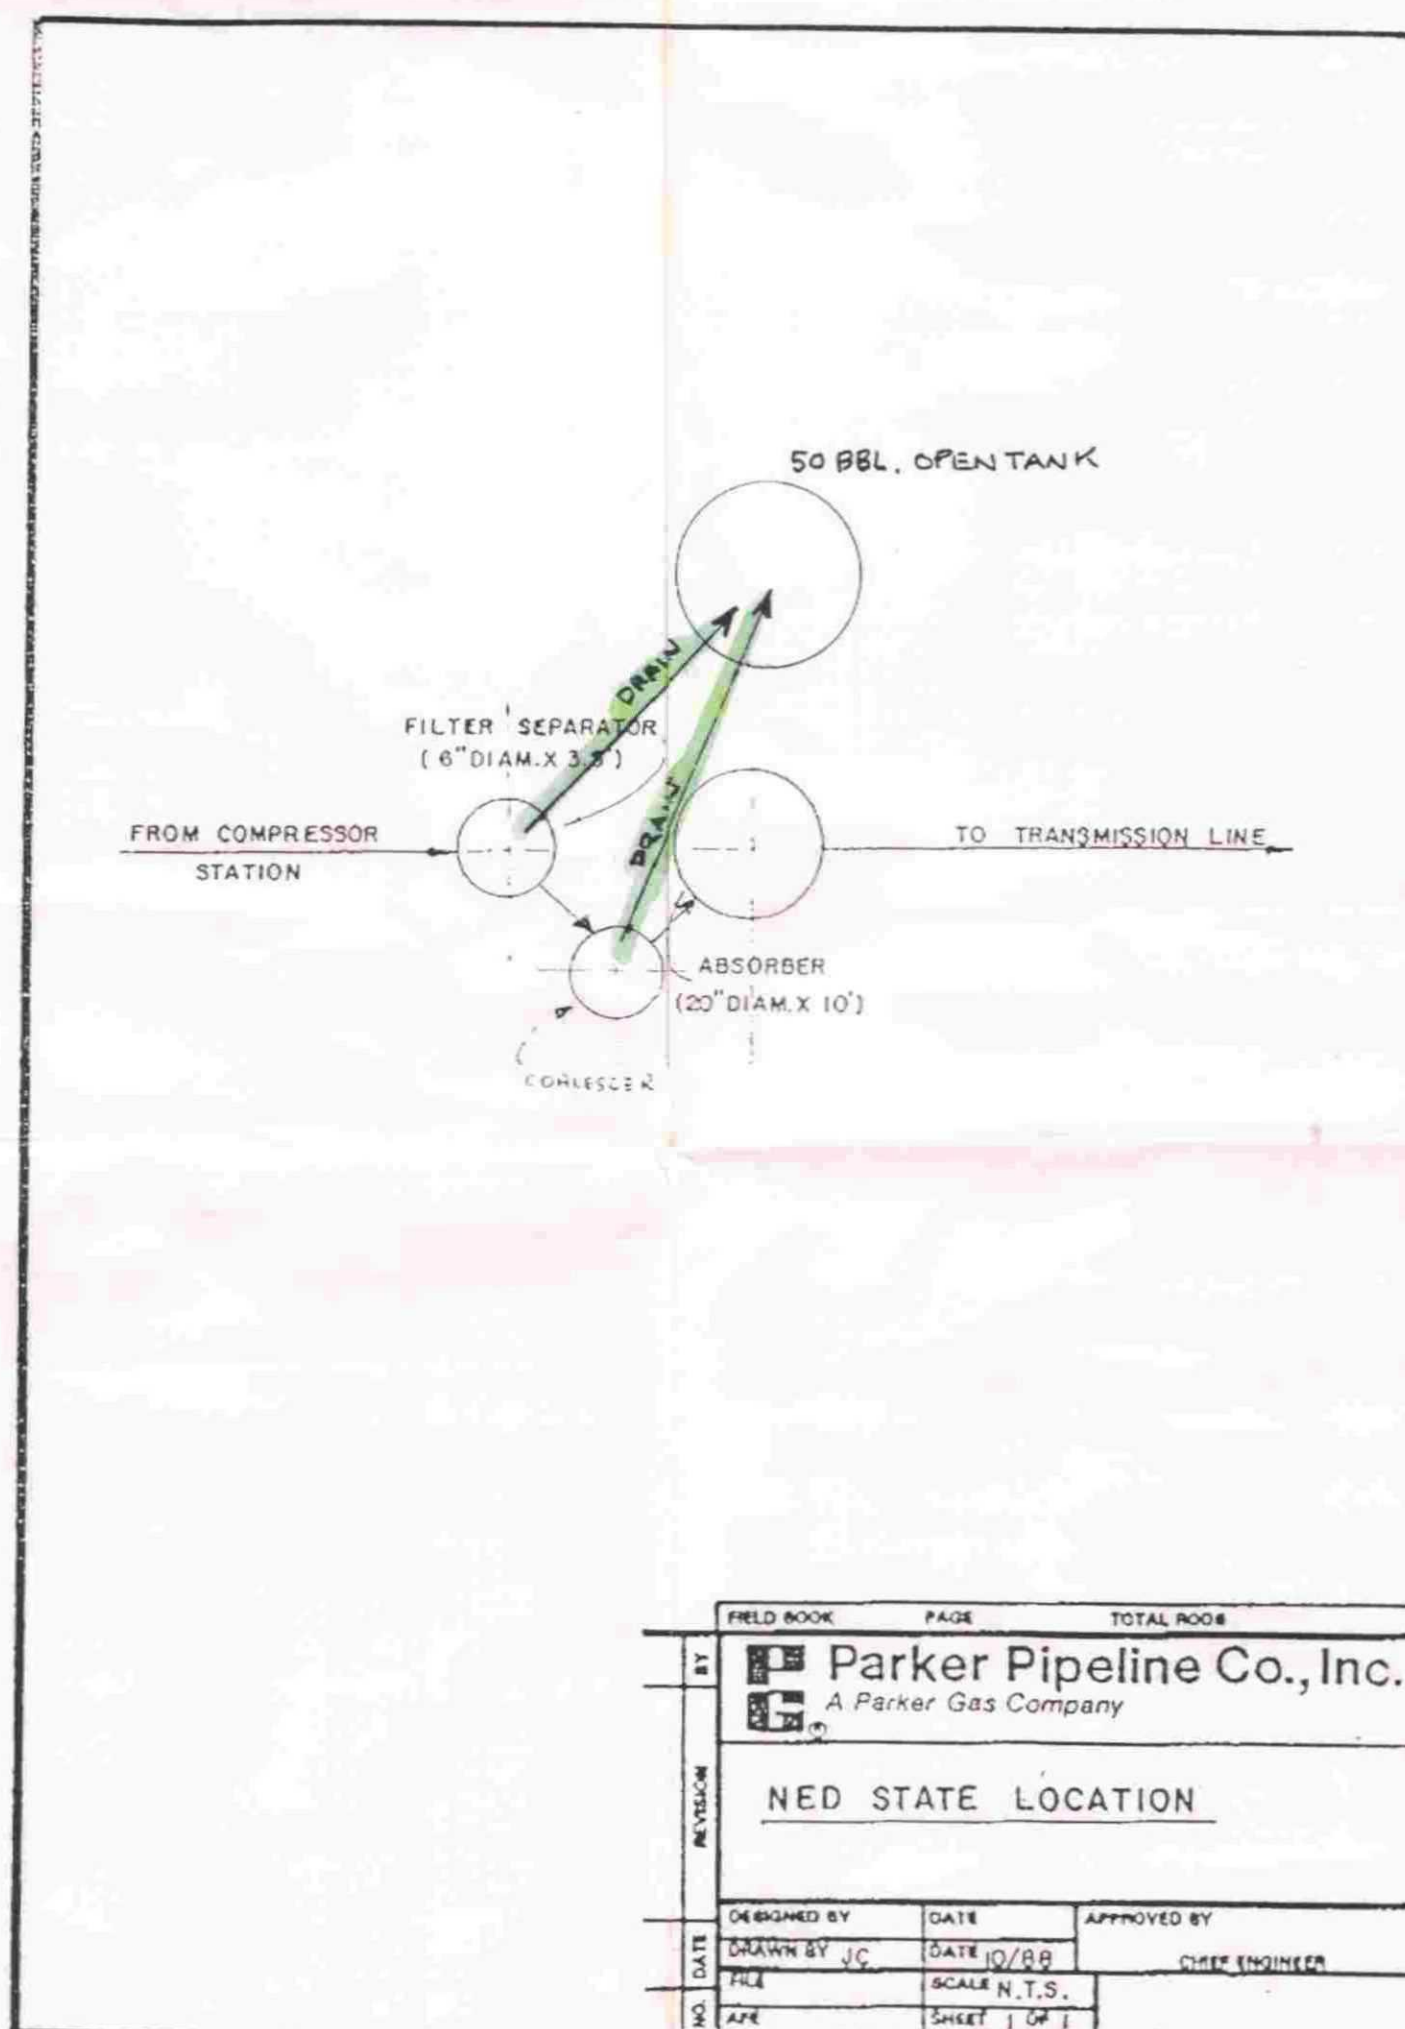 50 BBL. OPEN TANK
DRAIN
FILTER SEPARATOR
(6" DIAM. X 3.5')
DRAIN
FROM COMPRESSOR
STATION
TO TRANSMISSION LINE
ABSORBER
(20" DIAM. X 10')
COALESCER
FIELD BOOK PAGE TOTAL RODS
BY
Parker Pipeline Co., Inc.
A Parker Gas Company
REVISION
NED STATE LOCATION
DESIGNED BY DATE APPROVED BY
DATE
DRAWN BY JC DATE 10/88 CHIEF ENGINEER
FILE SCALE N.T.S.
NO.
AFE SHEET 1 OF 1